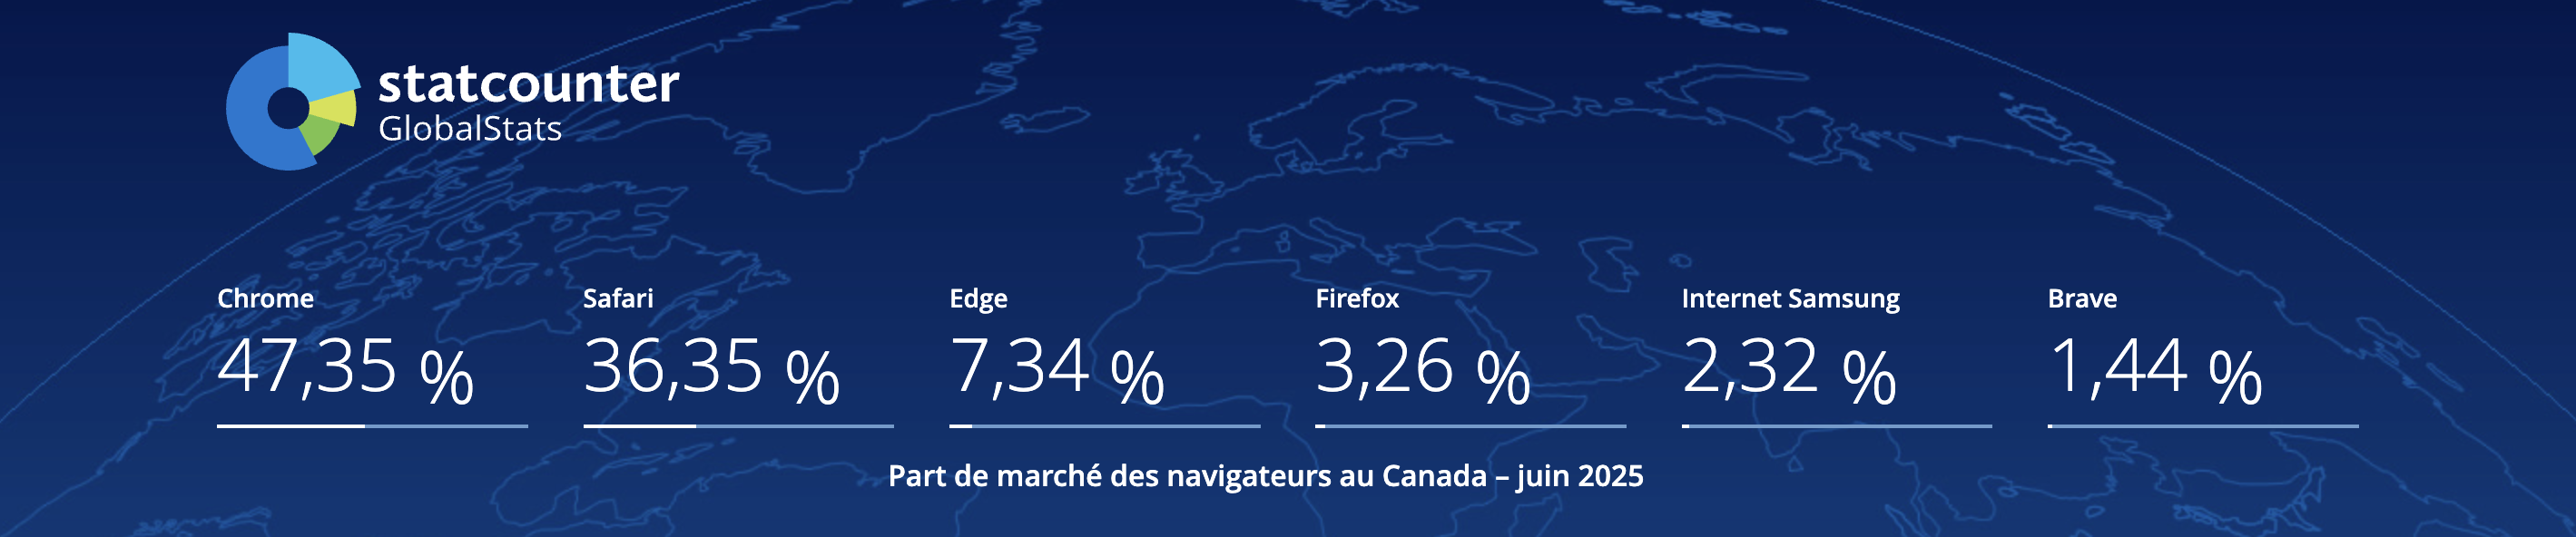 statcounter
GlobalStats
Chrome
47,35 %
Safari
36,35 %
Edge
7,34 %
Firefox
3,26 %
Internet Samsung
2,32 %
Brave
1,44 %
Part de marché des navigateurs au Canada – juin 2025